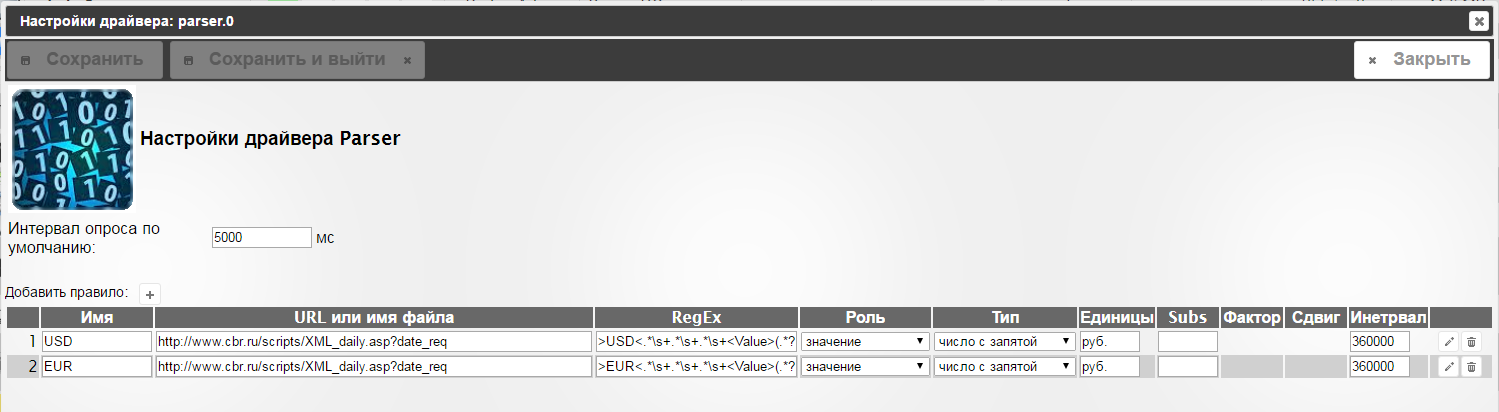 Настройки драйвера: parser.0
Сохранить Сохранить и выйти Закрыть
Настройки драйвера Parser
Интервал опроса по
умолчанию: 5000 мс
Добавить правило: +
Имя URL или имя файла RegEx Роль Тип Единицы Subs Фактор Сдвиг Инетрвал
1 USD http://www.cbr.ru/scripts/XML_daily.asp?date_req >USD<.*\s+.*\s+.*\s+<Value>(.*? значение число с запятой руб. 360000
2 EUR http://www.cbr.ru/scripts/XML_daily.asp?date_req >EUR<.*\s+.*\s+.*\s+<Value>(.*? значение число с запятой руб. 360000